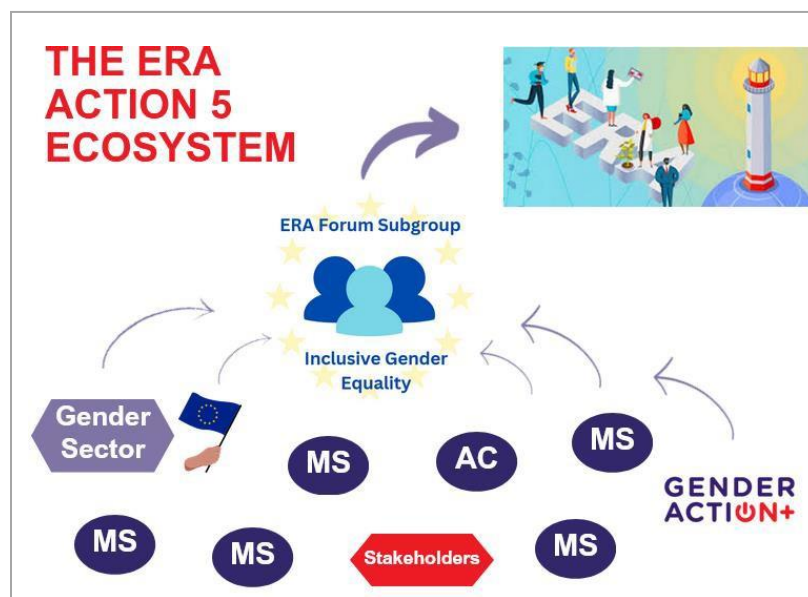 THE ERA
ACTION 5
ECOSYSTEM
ERA
ERA Forum Subgroup
Inclusive Gender
Equality
Gender
Sector
MS
AC
MS
GENDER
ACTION+
MS
MS
Stakeholders
MS